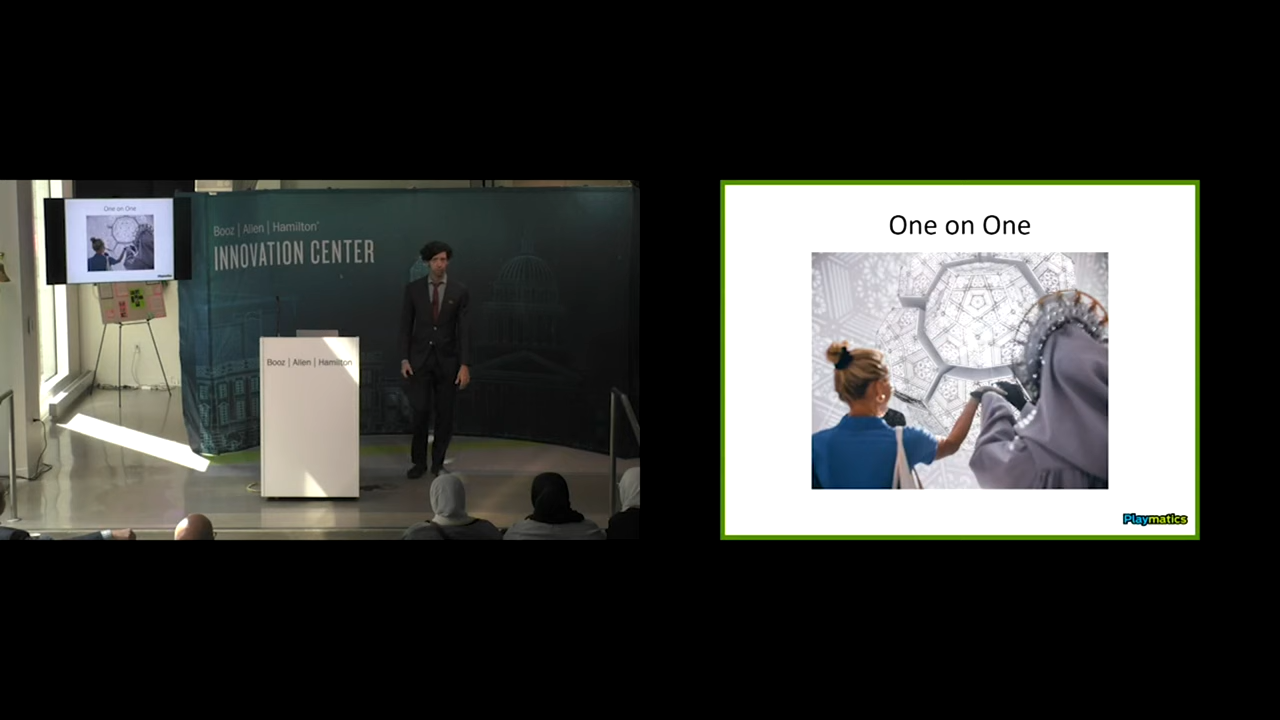 One on One
Booz | Allen | Hamilton®
INNOVATION CENTER
Booz | Allen | Hamilton
One on One
Playmatics